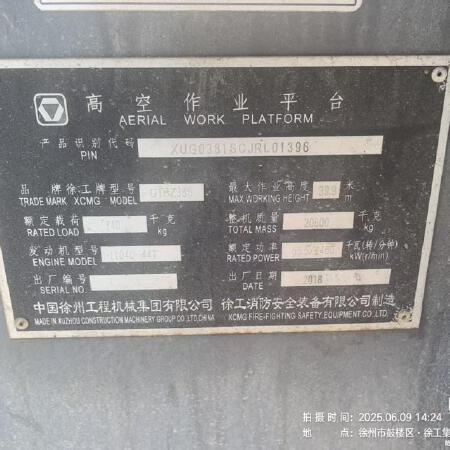 高空作业平台
AERIAL WORK PLATFORM
产品识别代码
PIN
XUG0381SCJRL01396
品牌 徐工牌 型号 GTBZ38S
TRADE MARK XCMG MODEL
最大作业高度 38.9 米
MAX.WORKING HEIGHT m
额定载荷 千克
RATED LOAD kg
整机质量 20600 千克
TOTAL MASS kg
发动机型号
ENGINE MODEL
额定功率 千瓦(转/分钟)
RATED POWER kW(r/min)
出厂编号
SERIAL NO.
出厂日期 2018
DATE
中国徐州工程机械集团有限公司 徐工消防安全装备有限公司制造
MADE IN XUZHOU CONSTRUCTION MACHINERY GROUP CO.,LTD,CHINA XCMG FIRE-FIGHTING SAFETY EQUIPMENT CO.,LTD.
拍摄时间：2025.06.09 14:24
地点：徐州市鼓楼区·徐工集